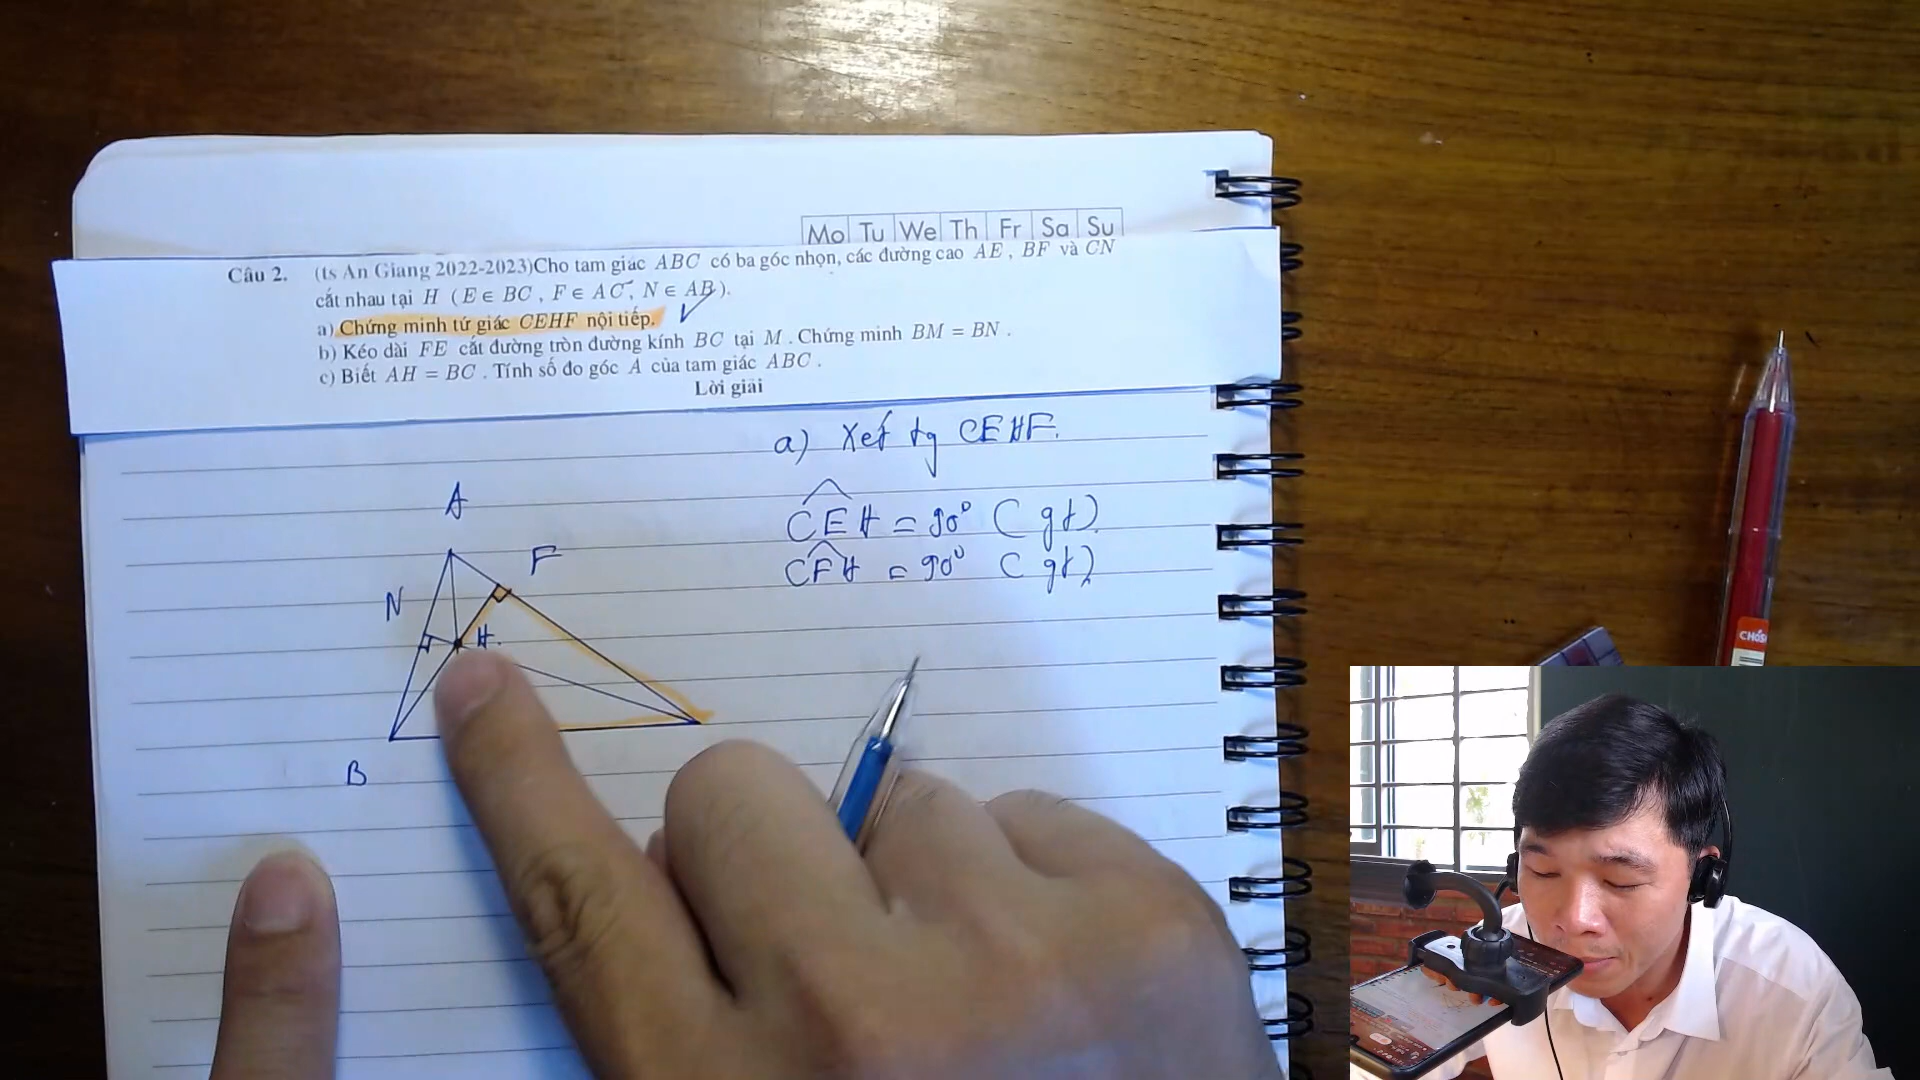 Mo Tu We Th Fr Sa Su
Câu 2. (ts An Giang 2022-2023)Cho tam giác ABC có ba góc nhọn, các đường cao AE , BF và CN
cắt nhau tại H ( E ∈ BC , F ∈ AC , N ∈ AB ).
a) Chứng minh tứ giác CEHF nội tiếp.
b) Kéo dài FE cắt đường tròn đường kính BC tại M . Chứng minh BM = BN .
c) Biết AH = BC . Tính số đo góc A của tam giác ABC .
Lời giải
a) Xét tg CEHF.
CEH = 90° ( gt)
CFH = 90° ( gt)
A
F
N
H.
B
CHOS